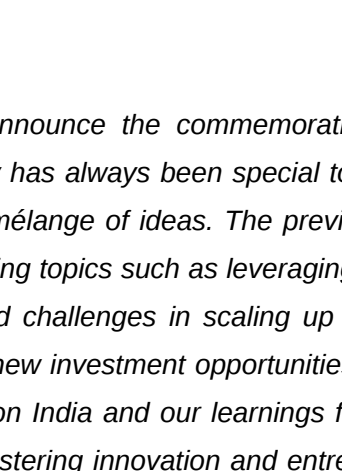 nnounce the commemorati
y has always been special to
mélange of ideas. The previ
ing topics such as leveraging
d challenges in scaling up
new investment opportunities
on India and our learnings f
stering innovation and entre